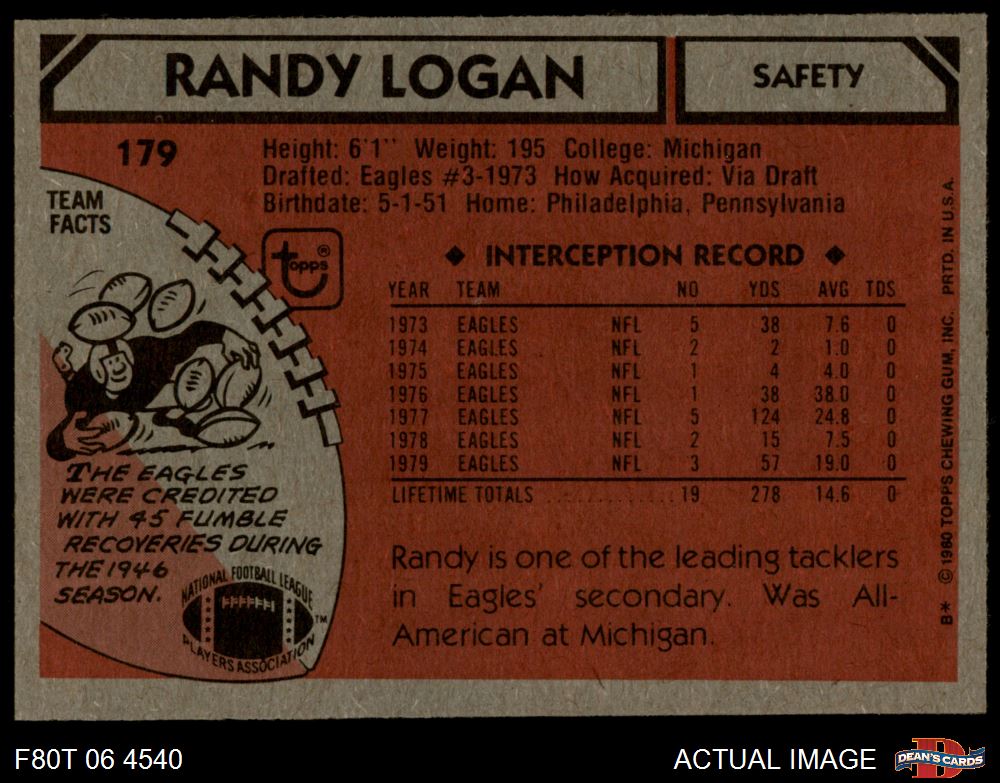 RANDY LOGAN
SAFETY
179
Height: 6'1" Weight: 195 College: Michigan
Drafted: Eagles #3-1973 How Acquired: Via Draft
Birthdate: 5-1-51 Home: Philadelphia, Pennsylvania
TEAM
FACTS
topps ®
◆ INTERCEPTION RECORD ◆
YEAR TEAM NO YDS AVG TDS
1973 EAGLES NFL 5 38 7.6 0
1974 EAGLES NFL 2 2 1.0 0
1975 EAGLES NFL 1 4 4.0 0
1976 EAGLES NFL 1 38 38.0 0
1977 EAGLES NFL 5 124 24.8 0
1978 EAGLES NFL 2 15 7.5 0
1979 EAGLES NFL 3 57 19.0 0
LIFETIME TOTALS ................ 19 278 14.6 0
THE EAGLES
WERE CREDITED
WITH 45 FUMBLE
RECOVERIES DURING
THE 1946
SEASON.
NATIONAL FOOTBALL LEAGUE
PLAYERS ASSOCIATION
TM
Randy is one of the leading tacklers
in Eagles' secondary. Was All-
American at Michigan.
B* © 1980 TOPPS CHEWING GUM, INC. PRTD. IN U.S.A.
F80T 06 4540
ACTUAL IMAGE
D
DEAN'S CARDS